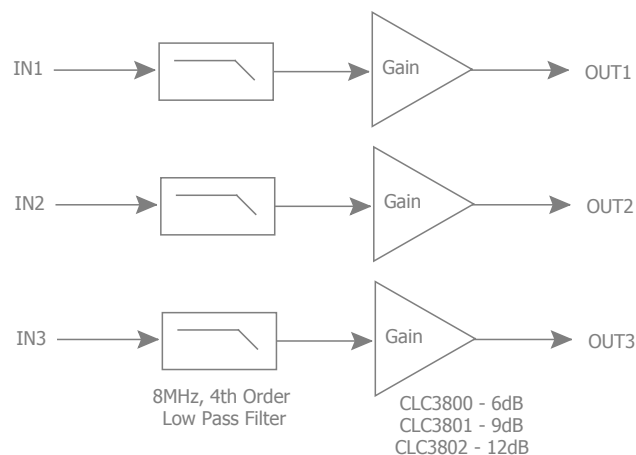 IN1
Gain
OUT1
IN2
Gain
OUT2
IN3
Gain
OUT3
8MHz, 4th Order
Low Pass Filter
CLC3800 - 6dB
CLC3801 - 9dB
CLC3802 - 12dB